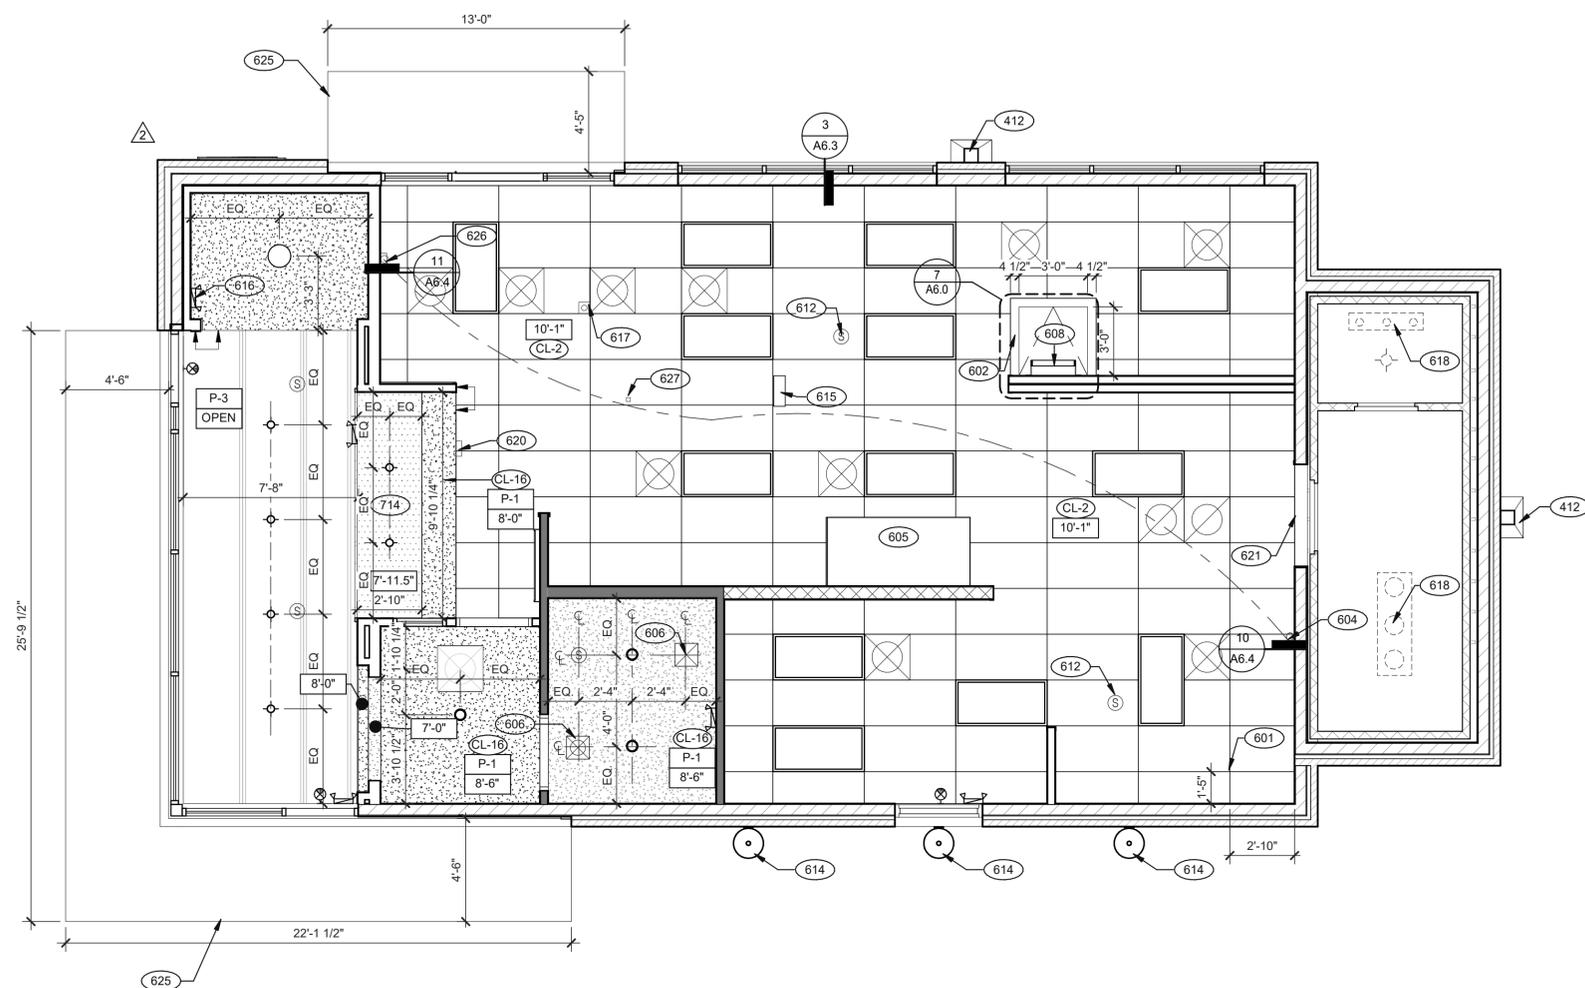 13'-0"
625
4'-5"
2
3
A6.3
412
EQ
EQ
626
11
A6.4
616
3'-3"
7
A6.0
4 1/2"
3'-0"
4 1/2"
612
617
10'-1"
CL-2
608
3'-0"
602
618
4'-6"
P-3
OPEN
S
EQ
627
615
EQ
EQ
EQ
620
EQ
CL-16
P-1
8'-0"
7'-8"
714
9'-10 1/4"
CL-2
10'-1"
412
605
621
EQ
EQ
7'-11.5"
2'-10"
618
S
25'-9 1/2"
1'-10 1/4"
EQ
EQ
EQ
606
S
10
A6.4
604
612
S
8'-0"
2'-0"
EQ
2'-4"
2'-4"
EQ
7'-0"
606
4'-0"
CL-16
P-1
8'-6"
CL-16
P-1
8'-6"
3'-10 1/2"
EQ
EQ
601
1'-5"
2'-10"
614
614
614
4'-6"
22'-1 1/2"
625